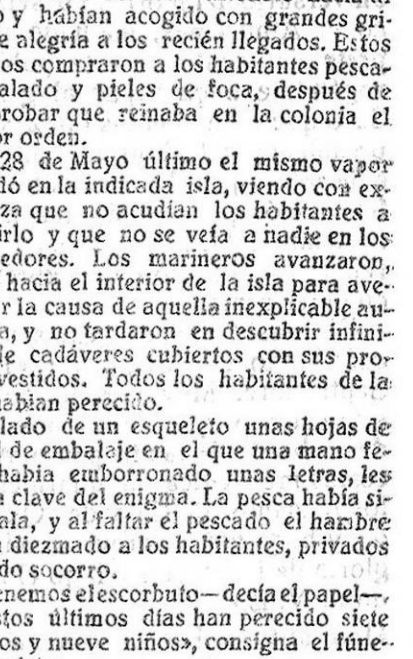 o y habían acogido con grandes gri-
e alegría a los recién llegados. Estos
os compraron a los habitantes pesca-
alado y pieles de foca, después de
robar que reinaba en la colonia el
or orden.
28 de Mayo último el mismo vapor
dó en la indicada isla, viendo con ex-
za que no acudían los habitantes a
irlo y que no se veía a nadie en los
edores. Los marineros avanzaron,
hacia el interior de la isla para ave-
r la causa de aquella inexplicable au-
a, y no tardaron en descubrir infini-
de cadáveres cubiertos con sus pro-
vestidos. Todos los habitantes de la
abían perecido.
lado de un esqueleto unas hojas de
l de embalaje en el que una mano fe-
había emborronado unas letras, les
a clave del enigma. La pesca había si-
ala, y al faltar el pescado el hambre
diezmado a los habitantes, privados
do socorro.
enemos el escorbuto—decía el papel—,
tos últimos días han perecido siete
os y nueve niños», consigna el fúne-